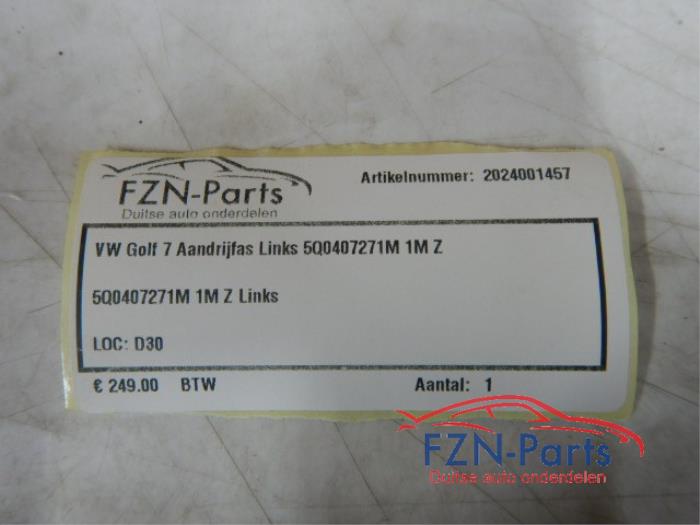 FZN-Parts
Duitse auto onderdelen
Artikelnummer: 2024001457
VW Golf 7 Aandrijfas Links 5Q0407271M 1M Z
5Q0407271M 1M Z Links
LOC: D30
€ 249.00 BTW Aantal: 1
FZN-Parts
Duitse auto onderdelen